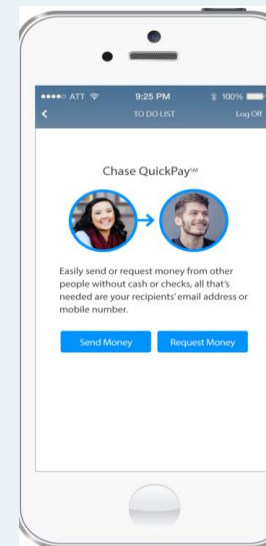 ATT 9:25 PM 100%
TO DO LIST Log Off
Chase QuickPay℠
Easily send or request money from other
people without cash or checks, all that's
needed are your recipients' email address or
mobile number.
Send Money Request Money